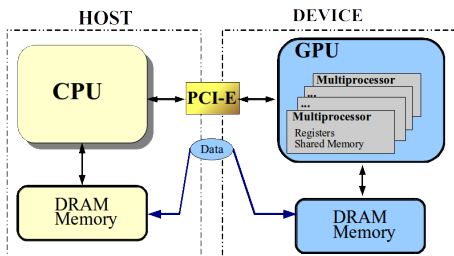 HOST
DEVICE
CPU
PCI-E
GPU
Multiprocessor
...
...
Multiprocessor
Registers
Shared Memory
Data
DRAM
Memory
DRAM
Memory